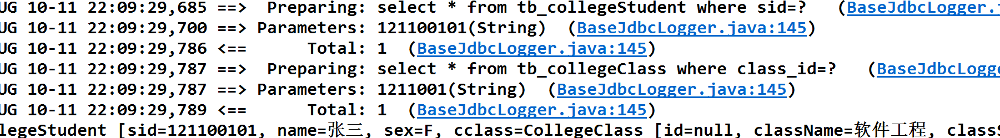 UG 10-11 22:09:29,685 ==>  Preparing: select * from tb_collegeStudent where sid=?   (BaseJdbcLogger.
UG 10-11 22:09:29,700 ==> Parameters: 121100101(String)  (BaseJdbcLogger.java:145)
UG 10-11 22:09:29,786 <==      Total: 1  (BaseJdbcLogger.java:145)
UG 10-11 22:09:29,787 ==>  Preparing: select * from tb_collegeClass where class_id=?   (BaseJdbcLogge
UG 10-11 22:09:29,787 ==> Parameters: 1211001(String)  (BaseJdbcLogger.java:145)
UG 10-11 22:09:29,789 <==      Total: 1  (BaseJdbcLogger.java:145)
legeStudent [sid=121100101, name=张三, sex=F, cclass=CollegeClass [id=null, className=软件工程, class